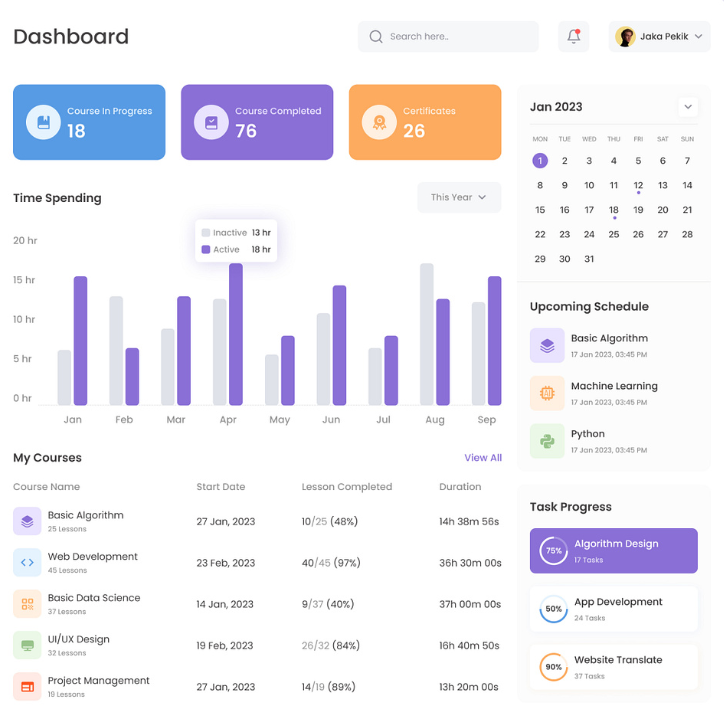 Dashboard
Search here..
Jaka Pekik
Course In Progress
18
Course Completed
76
Certificates
26
Time Spending
This Year
Inactive 13 hr
Active 18 hr
20 hr
15 hr
10 hr
5 hr
0 hr
Jan Feb Mar Apr May Jun Jul Aug Sep
My Courses
View All
Course Name Start Date Lesson Completed Duration
Basic Algorithm
25 Lessons
27 Jan, 2023 10/25 (48%) 14h 38m 56s
Web Development
45 Lessons
23 Feb, 2023 40/45 (97%) 36h 30m 00s
Basic Data Science
37 Lessons
14 Jan, 2023 9/37 (40%) 37h 00m 00s
UI/UX Design
32 Lessons
19 Feb, 2023 26/32 (84%) 16h 40m 50s
Project Management
19 Lessons
27 Jan, 2023 14/19 (89%) 13h 20m 00s
Jan 2023
MON TUE WED THU FRI SAT SUN
1 2 3 4 5 6 7
8 9 10 11 12 13 14
15 16 17 18 19 20 21
22 23 24 25 26 27 28
29 30 31
Upcoming Schedule
Basic Algorithm
17 Jan 2023, 03:45 PM
AI
Machine Learning
17 Jan 2023, 03:45 PM
Python
17 Jan 2023, 03:45 PM
Task Progress
75%
Algorithm Design
17 Tasks
50%
App Development
24 Tasks
90%
Website Translate
37 Tasks